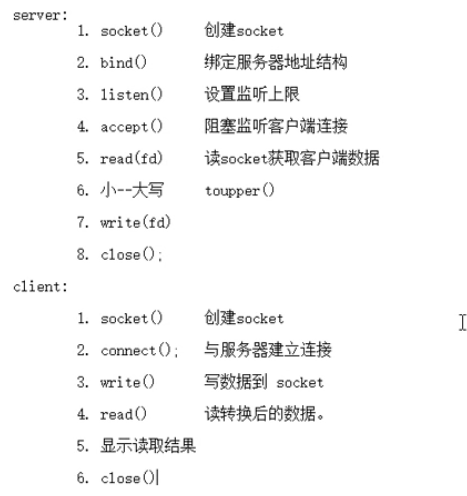 server:
1. socket() 创建socket
2. bind() 绑定服务器地址结构
3. listen() 设置监听上限
4. accept() 阻塞监听客户端连接
5. read(fd) 读socket获取客户端数据
6. 小--大写 toupper()
7. write(fd)
8. close();
client:
1. socket() 创建socket
2. connect(); 与服务器建立连接
3. write() 写数据到 socket
4. read() 读转换后的数据。
5. 显示读取结果
6. close()